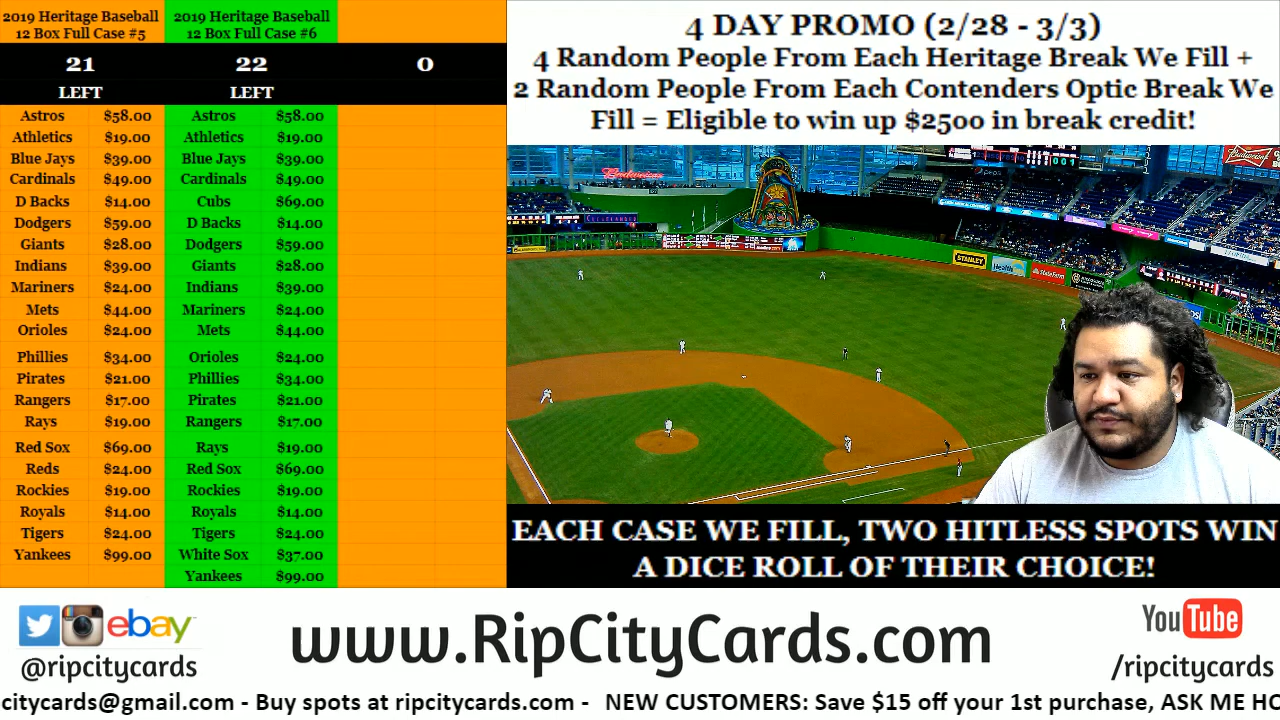 2019 Heritage Baseball
12 Box Full Case #5
21
LEFT
Astros $58.00
Athletics $19.00
Blue Jays $39.00
Cardinals $49.00
D Backs $14.00
Dodgers $59.00
Giants $28.00
Indians $39.00
Mariners $24.00
Mets $44.00
Orioles $24.00
Phillies $34.00
Pirates $21.00
Rangers $17.00
Rays $19.00
Red Sox $69.00
Reds $24.00
Rockies $19.00
Royals $14.00
Tigers $24.00
Yankees $99.00
2019 Heritage Baseball
12 Box Full Case #6
22
LEFT
Astros $58.00
Athletics $19.00
Blue Jays $39.00
Cardinals $49.00
Cubs $69.00
D Backs $14.00
Dodgers $59.00
Giants $28.00
Indians $39.00
Mariners $24.00
Mets $44.00
Orioles $24.00
Phillies $34.00
Pirates $21.00
Rangers $17.00
Rays $19.00
Red Sox $69.00
Rockies $19.00
Royals $14.00
Tigers $24.00
White Sox $37.00
Yankees $99.00
0
4 DAY PROMO (2/28 - 3/3)
4 Random People From Each Heritage Break We Fill +
2 Random People From Each Contenders Optic Break We
Fill = Eligible to win up $2500 in break credit!
Budweiser
Budweiser
pepsi
STANLEY
Health
State Farm
EACH CASE WE FILL, TWO HITLESS SPOTS WIN
A DICE ROLL OF THEIR CHOICE!
ebay
@ripcitycards
www.RipCityCards.com
YouTube
/ripcitycards
citycards@gmail.com - Buy spots at ripcitycards.com - NEW CUSTOMERS: Save $15 off your 1st purchase, ASK ME HO